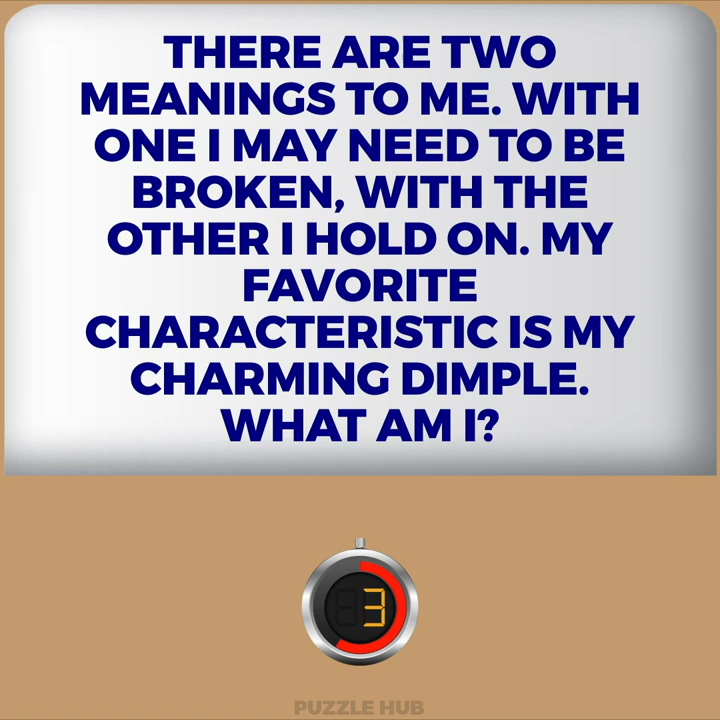 THERE ARE TWO
MEANINGS TO ME. WITH
ONE I MAY NEED TO BE
BROKEN, WITH THE
OTHER I HOLD ON. MY
FAVORITE
CHARACTERISTIC IS MY
CHARMING DIMPLE.
WHAT AM I?
3
PUZZLE HUB